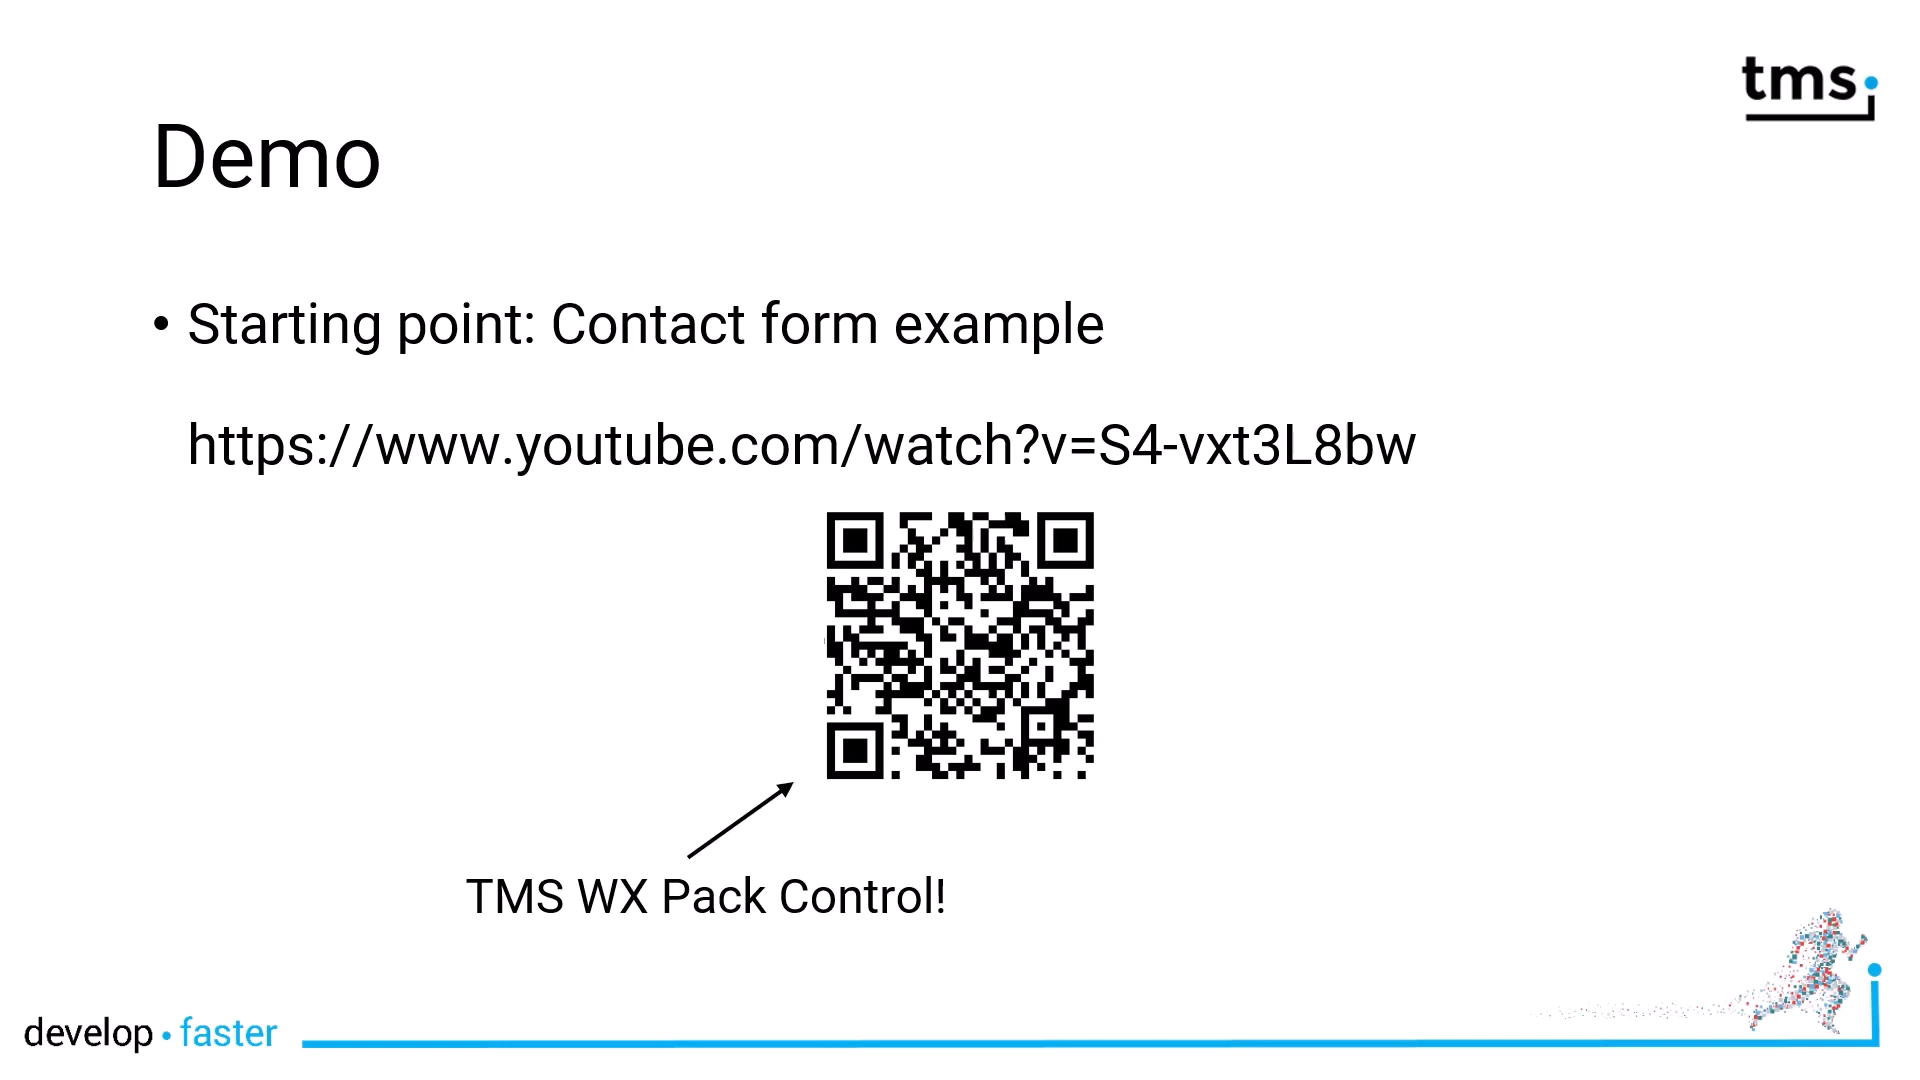 tms
Demo
• Starting point: Contact form example
https://www.youtube.com/watch?v=S4-vxt3L8bw
TMS WX Pack Control!
develop • faster